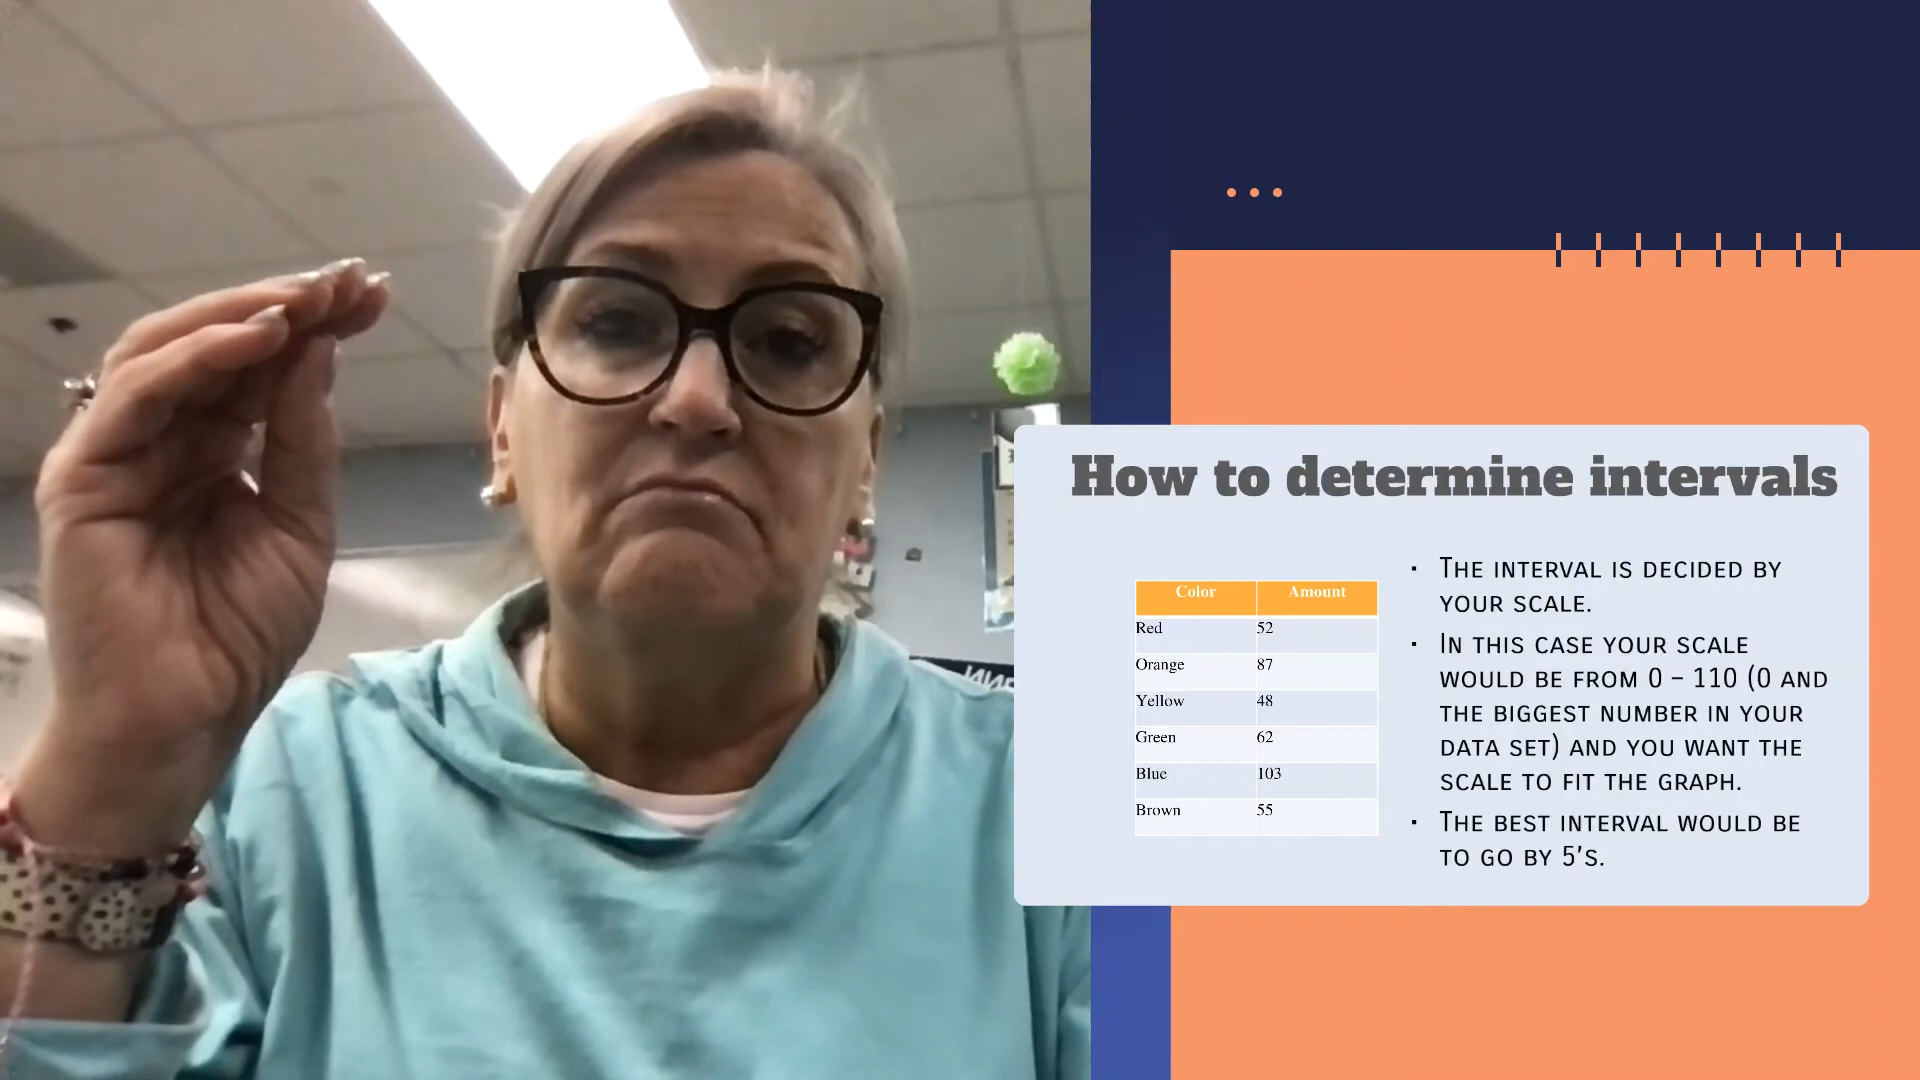 How to determine intervals
Color Amount
Red 52
Orange 87
Yellow 48
Green 62
Blue 103
Brown 55
· The interval is decided by
your scale.
· In this case your scale
would be from 0 – 110 (0 and
the biggest number in your
data set) and you want the
scale to fit the graph.
· The best interval would be
to go by 5's.